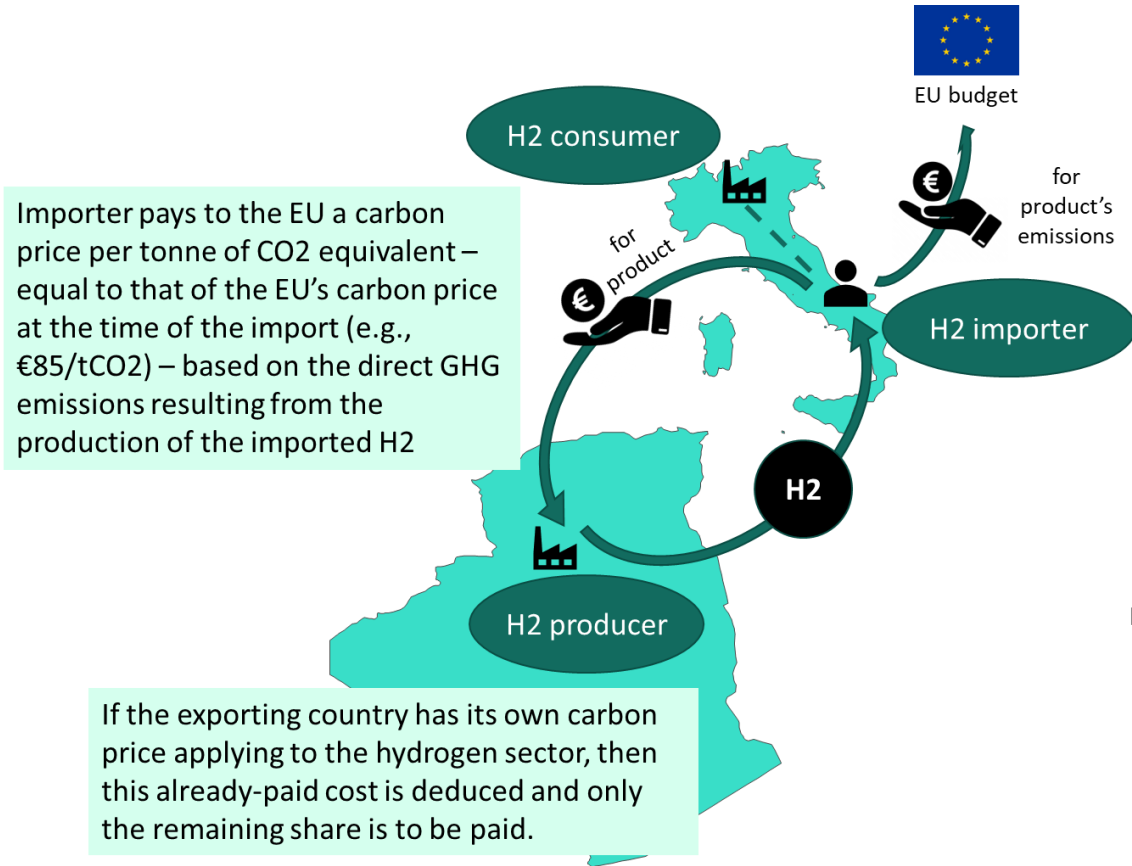 EU budget
H2 consumer
for
product's
emissions
€
Importer pays to the EU a carbon
price per tonne of CO2 equivalent –
equal to that of the EU's carbon price
at the time of the import (e.g.,
€85/tCO2) – based on the direct GHG
emissions resulting from the
production of the imported H2
for
product
€
H2 importer
H2
H2 producer
If the exporting country has its own carbon
price applying to the hydrogen sector, then
this already-paid cost is deduced and only
the remaining share is to be paid.